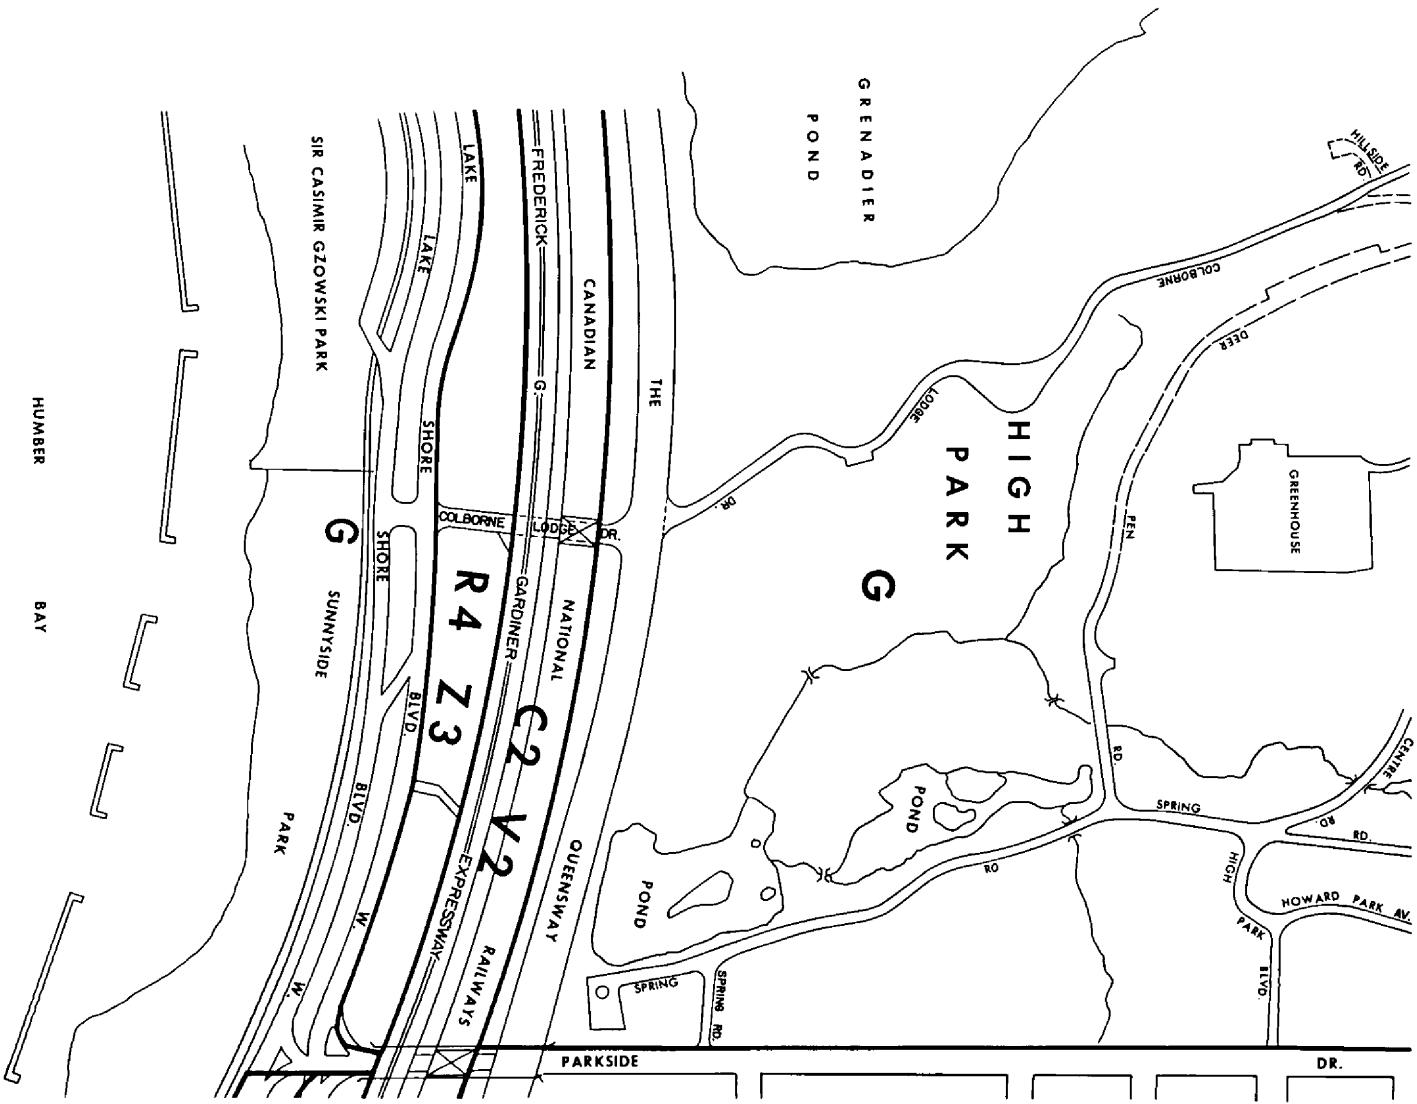 GRENADIER
POND
HILLSIDE
RD.
COLBORNE
LODGE
DR.
DEER
PEN
RD.
HIGH
PARK
G
GREENHOUSE
CENTRE
RD.
SPRING
RD.
HIGH
PARK
BLVD.
HOWARD PARK AV.
POND
RD
POND
SPRING
SPRING RD.
PARKSIDE
DR.
THE
QUEENSWAY
CANADIAN
NATIONAL
RAILWAYS
FREDERICK
G.
GARDINER
EXPRESSWAY
C2 V2
COLBORNE
LODGE
DR.
R4 Z3
LAKE
SHORE
BLVD.
W.
LAKE
SHORE
BLVD.
W.
SIR CASIMIR GZOWSKI PARK
G
SUNNYSIDE
PARK
HUMBER
BAY